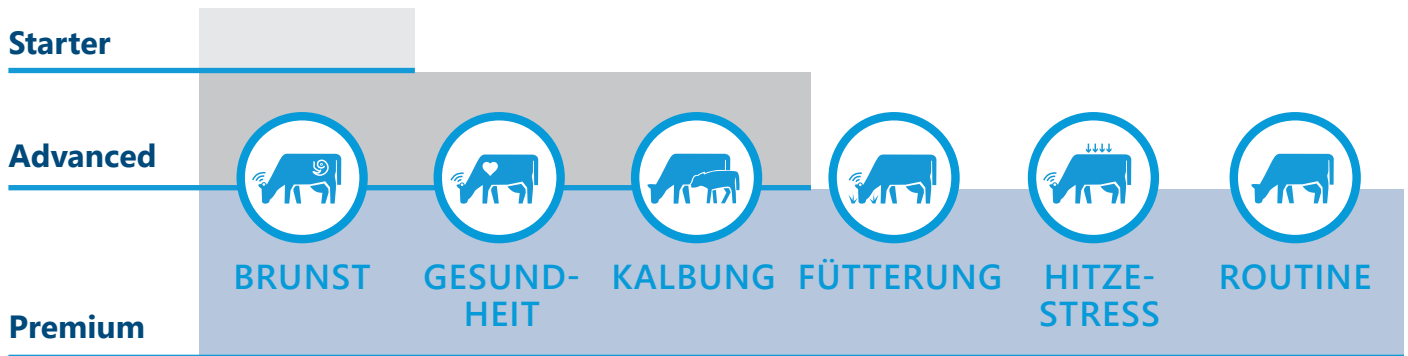 Starter
Advanced
BRUNST
GESUND-
HEIT
KALBUNG
FÜTTERUNG
HITZE-
STRESS
ROUTINE
Premium